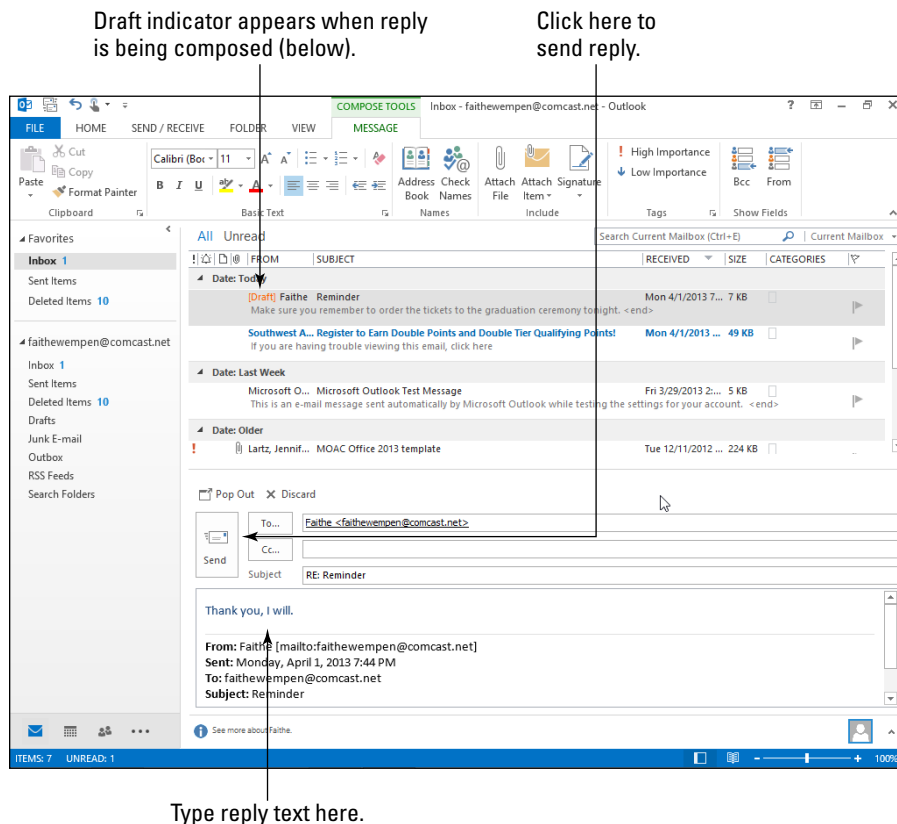 Draft indicator appears when reply
is being composed (below).
Click here to
send reply.
COMPOSE TOOLS Inbox - faithewempen@comcast.net - Outlook
FILE HOME SEND / RECEIVE FOLDER VIEW MESSAGE
Cut
Copy
Format Painter
Paste
Calibri (Boc 11
B I U
Address Book
Check Names
Attach File
Attach Item
Signature
High Importance
Low Importance
Bcc From
Clipboard Basic Text Names Include Tags Show Fields
Favorites
Inbox 1
Sent Items
Deleted Items 10
faithewempen@comcast.net
Inbox 1
Sent Items
Deleted Items 10
Drafts
Junk E-mail
Outbox
RSS Feeds
Search Folders
All Unread
Search Current Mailbox (Ctrl+E) Current Mailbox
FROM SUBJECT RECEIVED SIZE CATEGORIES
Date: Today
[Draft] Faithe Reminder Mon 4/1/2013 7... 7 KB
Make sure you remember to order the tickets to the graduation ceremony tonight. <end>
Southwest A... Register to Earn Double Points and Double Tier Qualifying Points! Mon 4/1/2013 ... 49 KB
If you are having trouble viewing this email, click here
Date: Last Week
Microsoft O... Microsoft Outlook Test Message Fri 3/29/2013 2:... 5 KB
This is an e-mail message sent automatically by Microsoft Outlook while testing the settings for your account. <end>
Date: Older
! Lartz, Jennif... MOAC Office 2013 template Tue 12/11/2012 ... 224 KB
Pop Out Discard
Send
To... Faithe <faithewempen@comcast.net>
Cc...
Subject RE: Reminder
Thank you, I will.
From: Faithe [mailto:faithewempen@comcast.net]
Sent: Monday, April 1, 2013 7:44 PM
To: faithewempen@comcast.net
Subject: Reminder
See more about Faithe.
ITEMS: 7 UNREAD: 1
100%
Type reply text here.